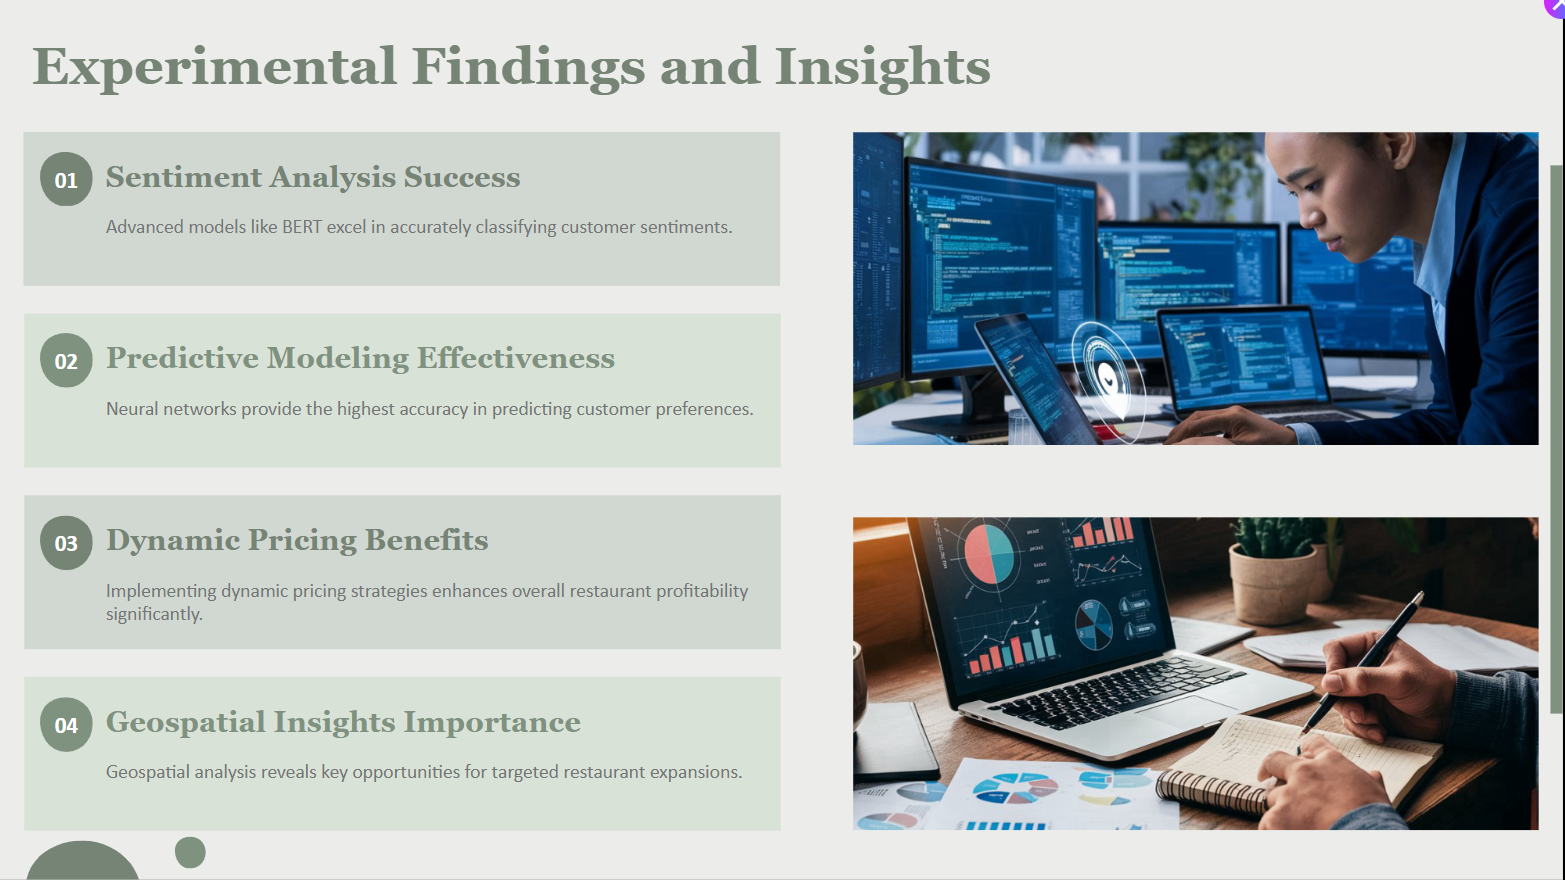 Experimental Findings and Insights
01
Sentiment Analysis Success
Advanced models like BERT excel in accurately classifying customer sentiments.
02
Predictive Modeling Effectiveness
Neural networks provide the highest accuracy in predicting customer preferences.
03
Dynamic Pricing Benefits
Implementing dynamic pricing strategies enhances overall restaurant profitability
significantly.
04
Geospatial Insights Importance
Geospatial analysis reveals key opportunities for targeted restaurant expansions.